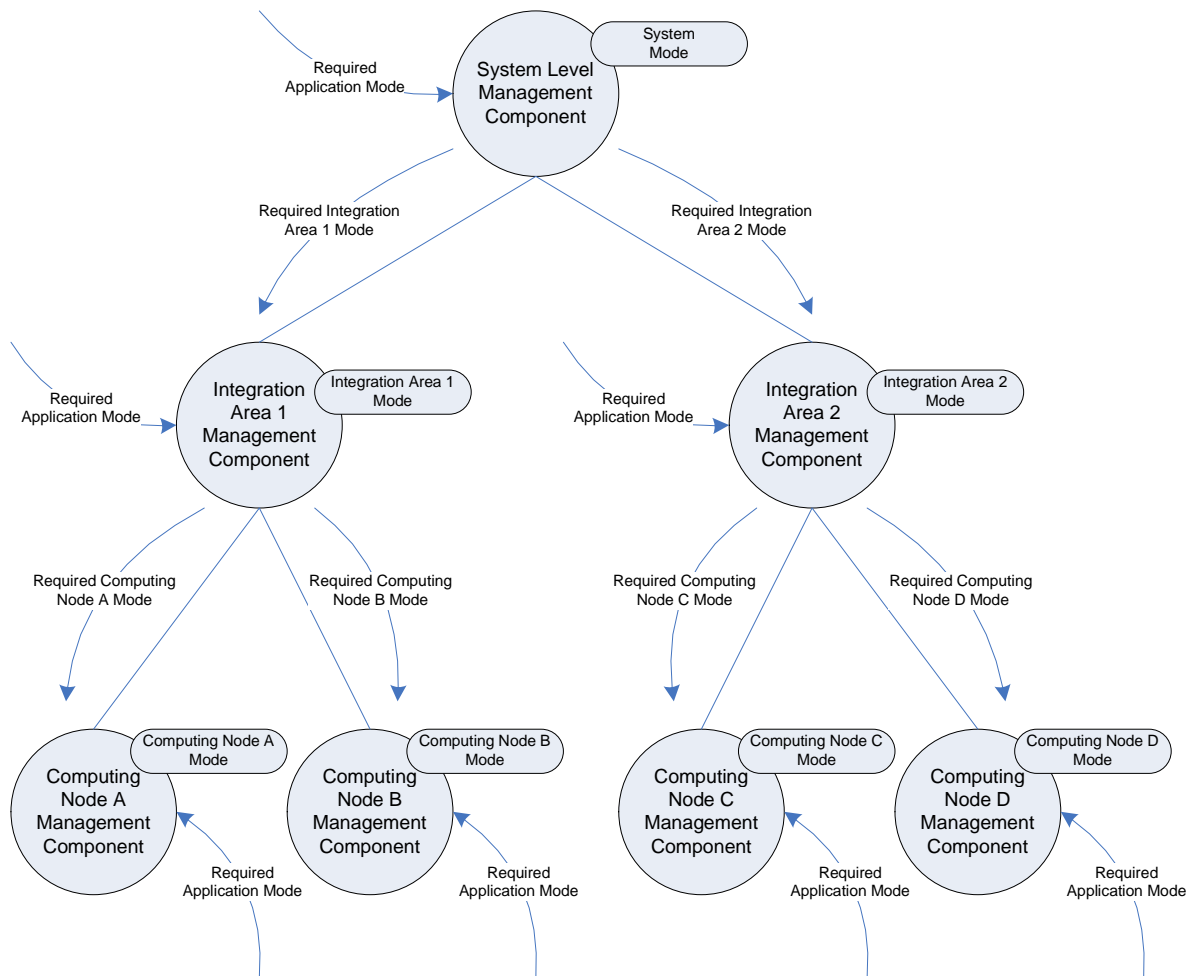 System
Mode
Required
Application Mode
System Level
Management
Component
Required Integration
Area 1 Mode
Required Integration
Area 2 Mode
Required
Application Mode
Integration
Area 1
Management
Component
Integration Area 1
Mode
Required
Application Mode
Integration
Area 2
Management
Component
Integration Area 2
Mode
Required Computing
Node A Mode
Required Computing
Node B Mode
Required Computing
Node C Mode
Required Computing
Node D Mode
Computing Node A
Mode
Computing
Node A
Management
Component
Required
Application Mode
Computing Node B
Mode
Computing
Node B
Management
Component
Required
Application Mode
Computing Node C
Mode
Computing
Node C
Management
Component
Required
Application Mode
Computing Node D
Mode
Computing
Node D
Management
Component
Required
Application Mode